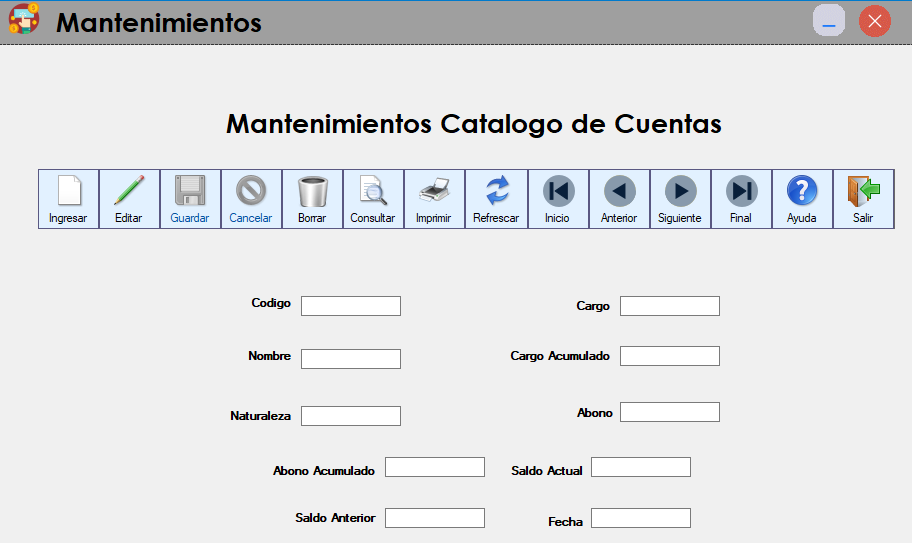 Mantenimientos
Mantenimientos Catalogo de Cuentas
Ingresar Editar Guardar Cancelar Borrar Consultar Imprimir Refrescar Inicio Anterior Siguiente Final Ayuda Salir
Codigo Cargo
Nombre Cargo Acumulado
Naturaleza Abono
Abono Acumulado Saldo Actual
Saldo Anterior Fecha